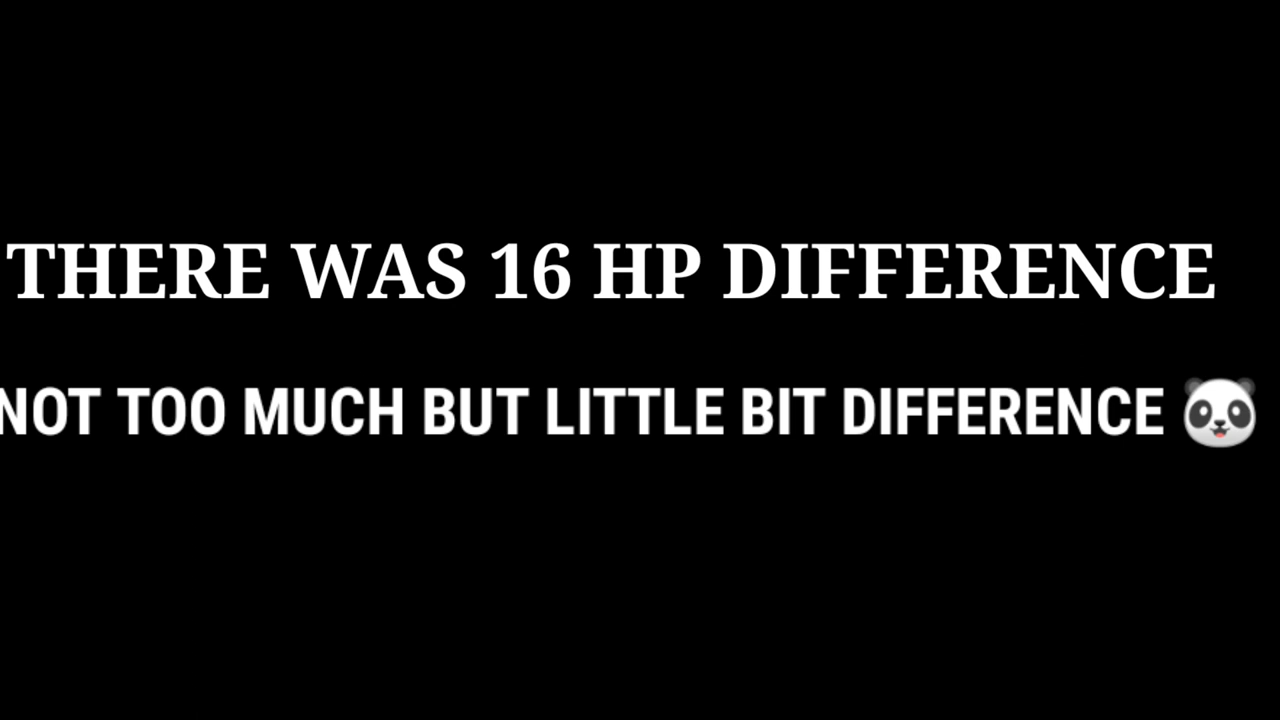 THERE WAS 16 HP DIFFERENCE
NOT TOO MUCH BUT LITTLE BIT DIFFERENCE 🐼